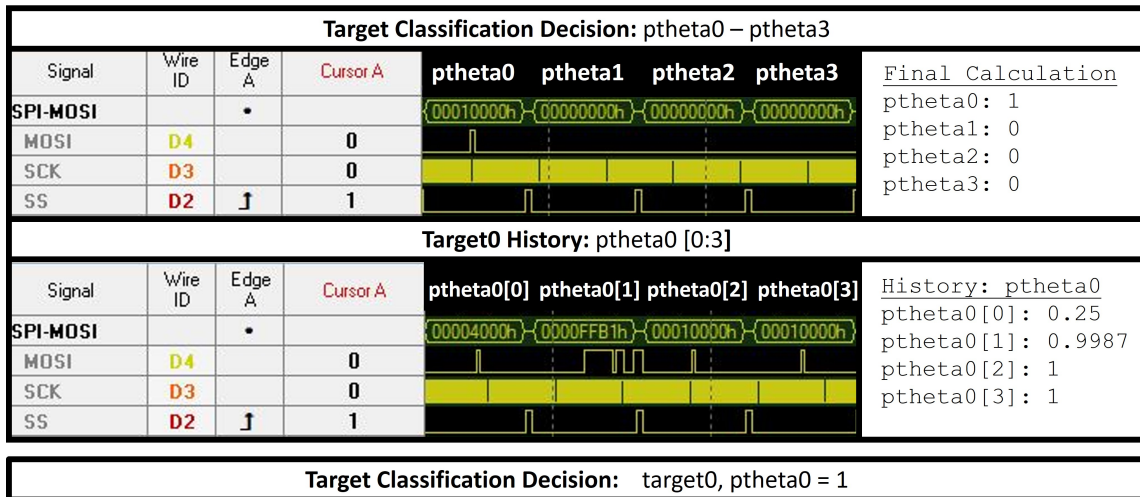 Target Classification Decision: ptheta0 – ptheta3
Signal Wire ID Edge A Cursor A ptheta0 ptheta1 ptheta2 ptheta3
SPI-MOSI • 00010000h 00000000h 00000000h 00000000h
MOSI D4 0
SCK D3 0
SS D2 1
Final Calculation
ptheta0: 1
ptheta1: 0
ptheta2: 0
ptheta3: 0
Target0 History: ptheta0 [0:3]
Signal Wire ID Edge A Cursor A ptheta0[0] ptheta0[1] ptheta0[2] ptheta0[3]
SPI-MOSI • 00004000h 0000FFB1h 00010000h 00010000h
MOSI D4 0
SCK D3 0
SS D2 1
History: ptheta0
ptheta0[0]: 0.25
ptheta0[1]: 0.9987
ptheta0[2]: 1
ptheta0[3]: 1
Target Classification Decision: target0, ptheta0 = 1